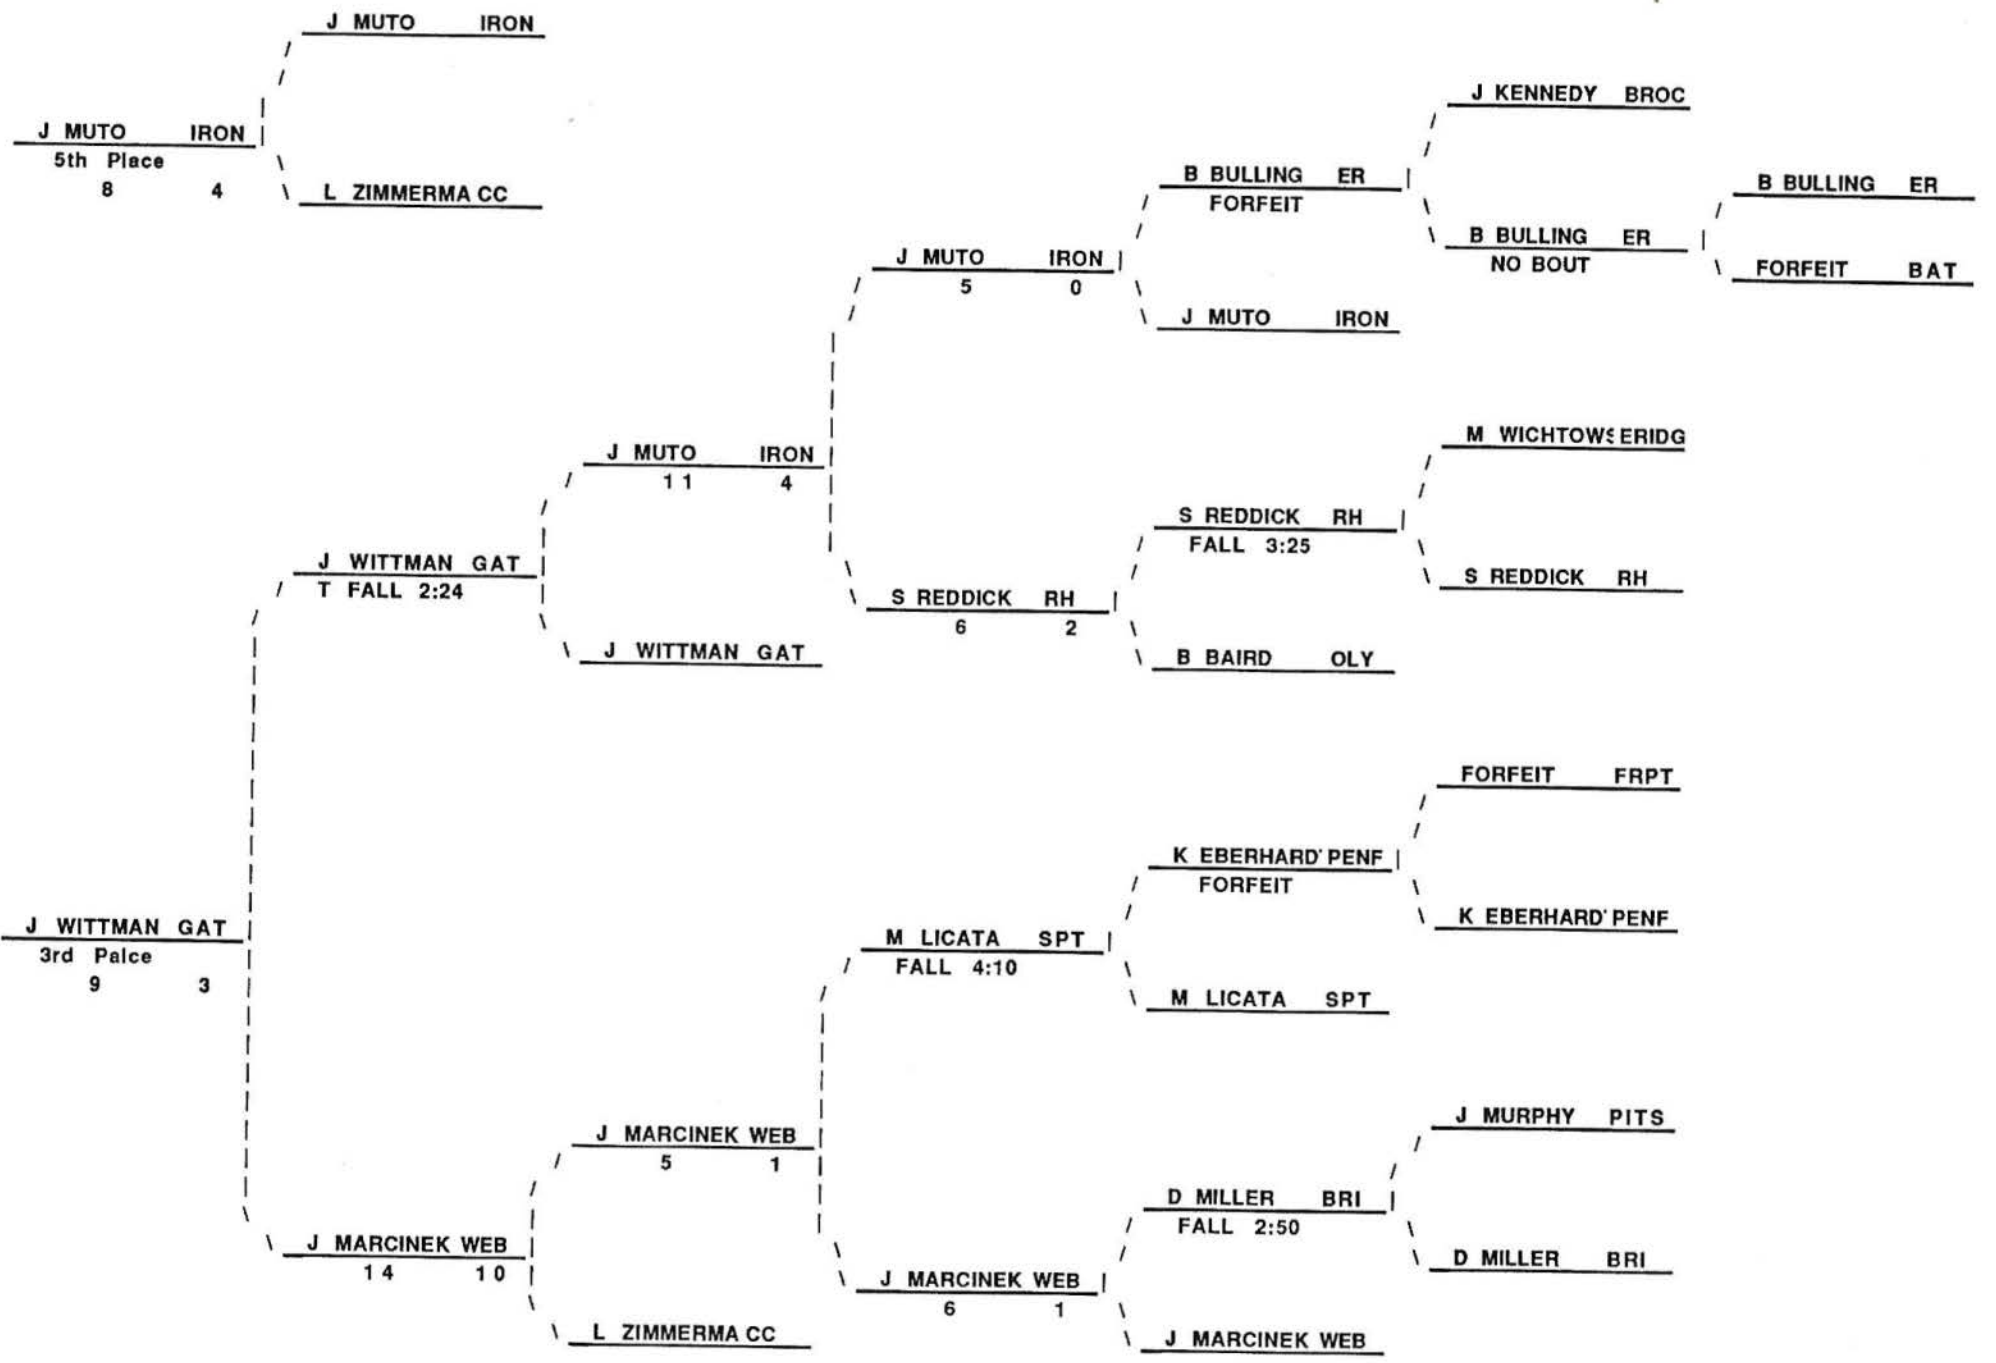 J MUTO IRON
J MUTO IRON
5th Place
8 4
L ZIMMERMA CC
J KENNEDY BROC
B BULLING ER
FORFEIT
B BULLING ER
NO BOUT
B BULLING ER
FORFEIT BAT
J MUTO IRON
5 0
J MUTO IRON
M WICHTOWS ERIDG
J MUTO IRON
11 4
S REDDICK RH
FALL 3:25
S REDDICK RH
J WITTMAN GAT
T FALL 2:24
S REDDICK RH
6 2
J WITTMAN GAT
B BAIRD OLY
FORFEIT FRPT
K EBERHARD' PENF
FORFEIT
K EBERHARD' PENF
J WITTMAN GAT
3rd Palce
9 3
M LICATA SPT
FALL 4:10
M LICATA SPT
J MURPHY PITS
J MARCINEK WEB
5 1
D MILLER BRI
FALL 2:50
D MILLER BRI
J MARCINEK WEB
14 10
J MARCINEK WEB
6 1
L ZIMMERMA CC
J MARCINEK WEB